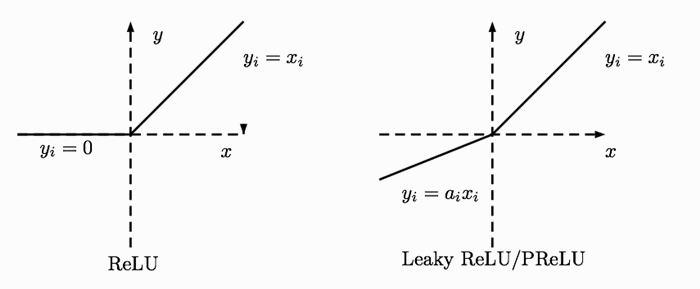 y
y_i = x_i
y_i = 0
x
ReLU
y
y_i = x_i
x
y_i = a_i x_i
Leaky ReLU/PReLU